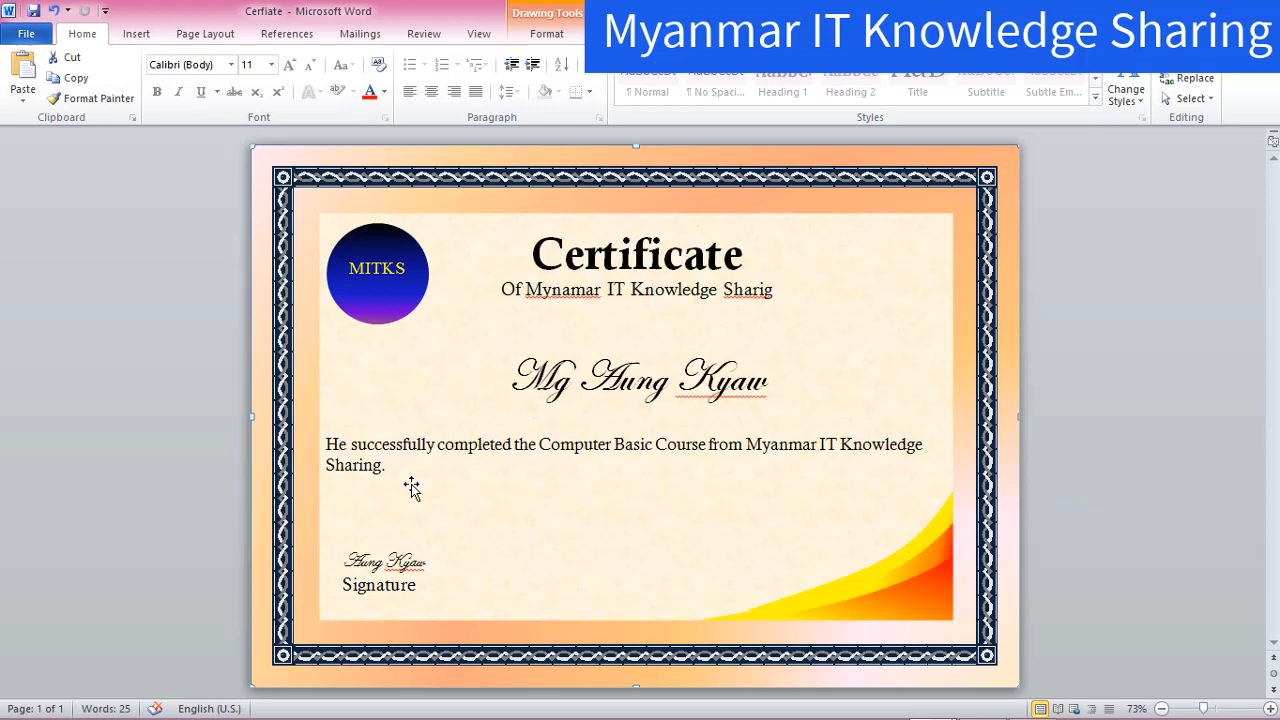 Cerfiate - Microsoft Word
Drawing Tools
Myanmar IT Knowledge Sharing
File Home Insert Page Layout References Mailings Review View Format
Paste
Cut
Copy
Format Painter
Clipboard
Calibri (Body) 11
Font
Paragraph
¶ Normal ¶ No Spaci... Heading 1 Heading 2 Title Subtitle Subtle Em...
Change Styles
Styles
Replace
Select
Editing
MITKS
Certificate
Of Mynamar IT Knowledge Sharig
Mg Aung Kyaw
He successfully completed the Computer Basic Course from Myanmar IT Knowledge
Sharing.
Aung Kyaw
Signature
Page: 1 of 1 Words: 25 English (U.S.) 73%